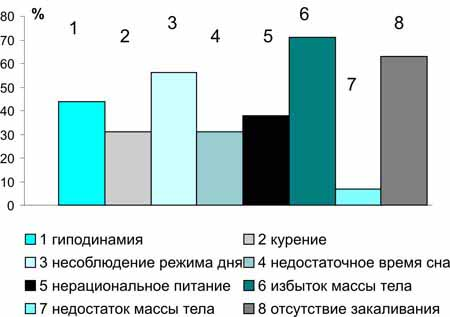 %
80
70
60
50
40
30
20
10
0
1
2
3
4
5
6
7
8
1 гиподинамия
2 курение
3 несоблюдение режима дня
4 недостаточное время сна
5 нерациональное питание
6 избыток массы тела
7 недостаток массы тела
8 отсутствие закаливания